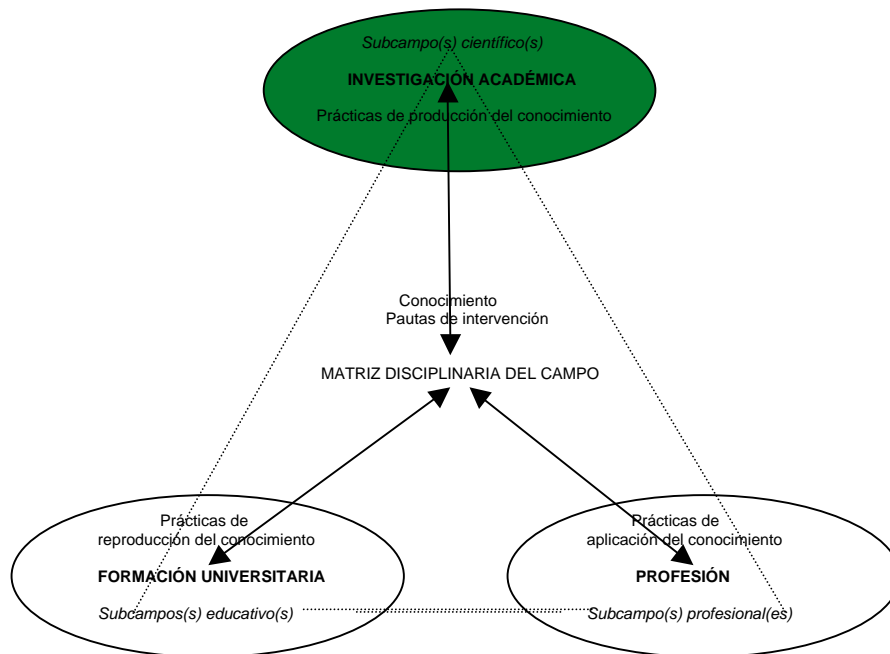 Subcampo(s) científico(s)
INVESTIGACIÓN ACADÉMICA
Prácticas de producción del conocimiento
Conocimiento
Pautas de intervención
MATRIZ DISCIPLINARIA DEL CAMPO
Prácticas de
reproducción del conocimiento
FORMACIÓN UNIVERSITARIA
Subcampos(s) educativo(s)
Prácticas de
aplicación del conocimiento
PROFESIÓN
Subcampo(s) profesional(es)